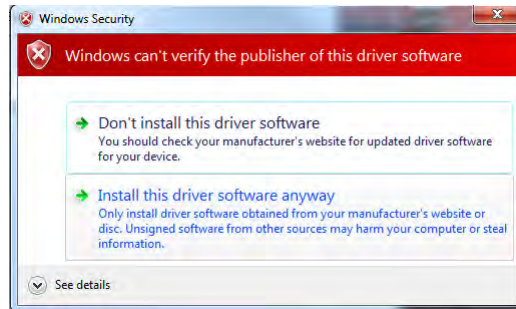 Windows Security
Windows can't verify the publisher of this driver software
Don't install this driver software
You should check your manufacturer's website for updated driver software
for your device.
Install this driver software anyway
Only install driver software obtained from your manufacturer's website or
disc. Unsigned software from other sources may harm your computer or steal
information.
See details